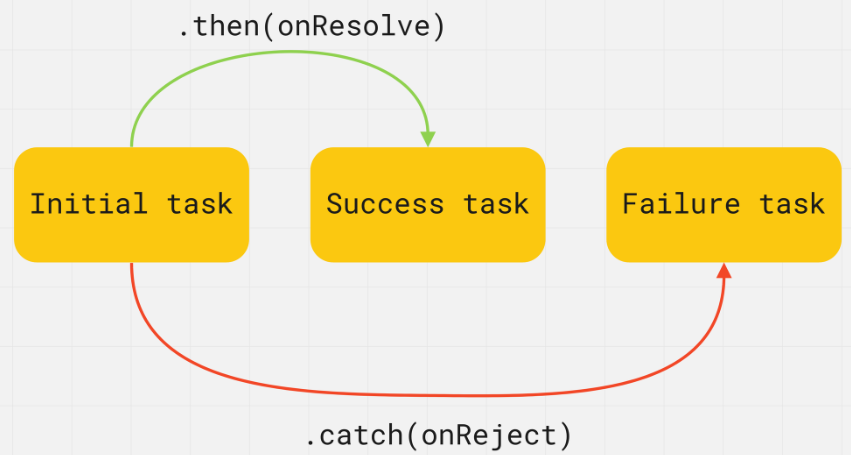 .then(onResolve)
Initial task
Success task
Failure task
.catch(onReject)